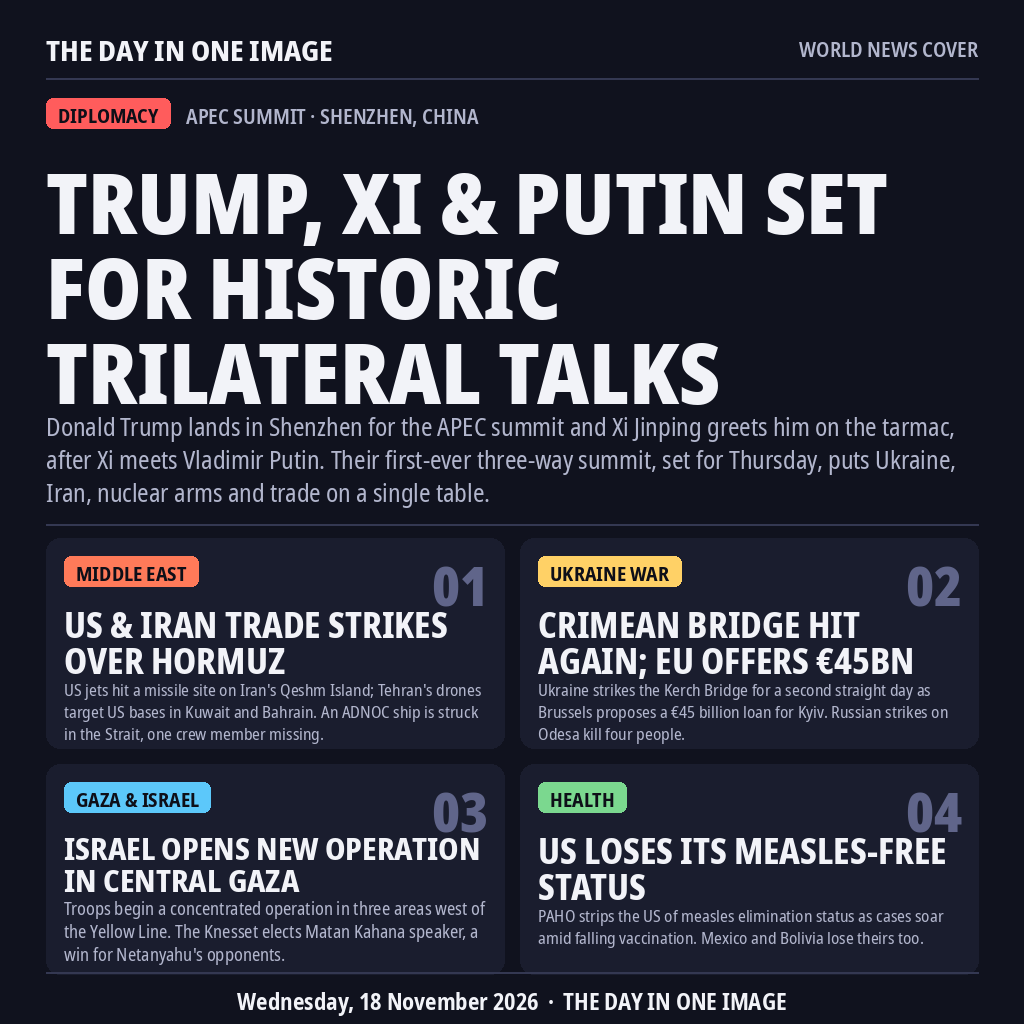 THE DAY IN ONE IMAGE
WORLD NEWS COVER
DIPLOMACY
APEC SUMMIT · SHENZHEN, CHINA
TRUMP, XI & PUTIN SET
FOR HISTORIC
TRILATERAL TALKS
Donald Trump lands in Shenzhen for the APEC summit and Xi Jinping greets him on the tarmac,
after Xi meets Vladimir Putin. Their first-ever three-way summit, set for Thursday, puts Ukraine,
Iran, nuclear arms and trade on a single table.
MIDDLE EAST
01
US & IRAN TRADE STRIKES
OVER HORMUZ
US jets hit a missile site on Iran's Qeshm Island; Tehran's drones
target US bases in Kuwait and Bahrain. An ADNOC ship is struck
in the Strait, one crew member missing.
UKRAINE WAR
02
CRIMEAN BRIDGE HIT
AGAIN; EU OFFERS €45BN
Ukraine strikes the Kerch Bridge for a second straight day as
Brussels proposes a €45 billion loan for Kyiv. Russian strikes on
Odesa kill four people.
GAZA & ISRAEL
03
ISRAEL OPENS NEW OPERATION
IN CENTRAL GAZA
Troops begin a concentrated operation in three areas west of
the Yellow Line. The Knesset elects Matan Kahana speaker, a
win for Netanyahu's opponents.
HEALTH
04
US LOSES ITS MEASLES-FREE
STATUS
PAHO strips the US of measles elimination status as cases soar
amid falling vaccination. Mexico and Bolivia lose theirs too.
Wednesday, 18 November 2026 · THE DAY IN ONE IMAGE